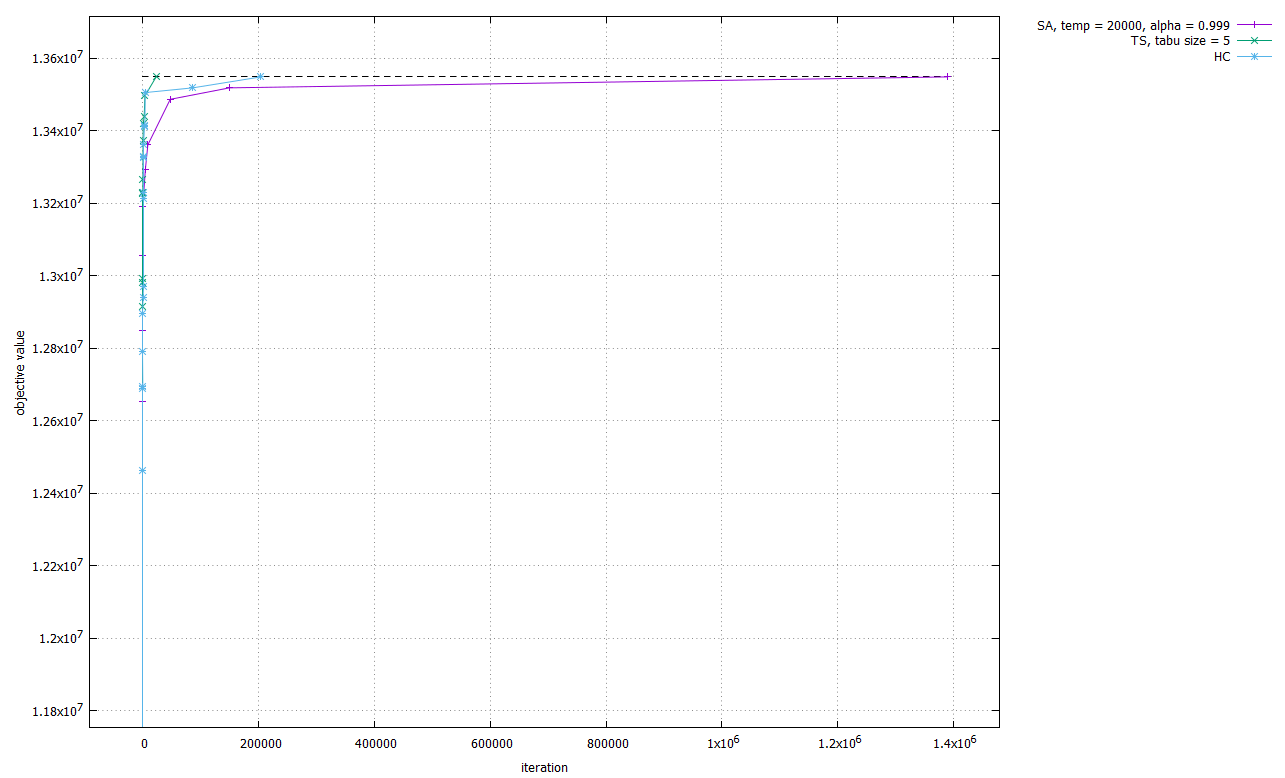 SA, temp = 20000, alpha = 0.999
TS, tabu size = 5
HC
1.36x10^7
1.34x10^7
1.32x10^7
1.3x10^7
1.28x10^7
1.26x10^7
1.24x10^7
1.22x10^7
1.2x10^7
1.18x10^7
objective value
0 200000 400000 600000 800000 1x10^6 1.2x10^6 1.4x10^6
iteration